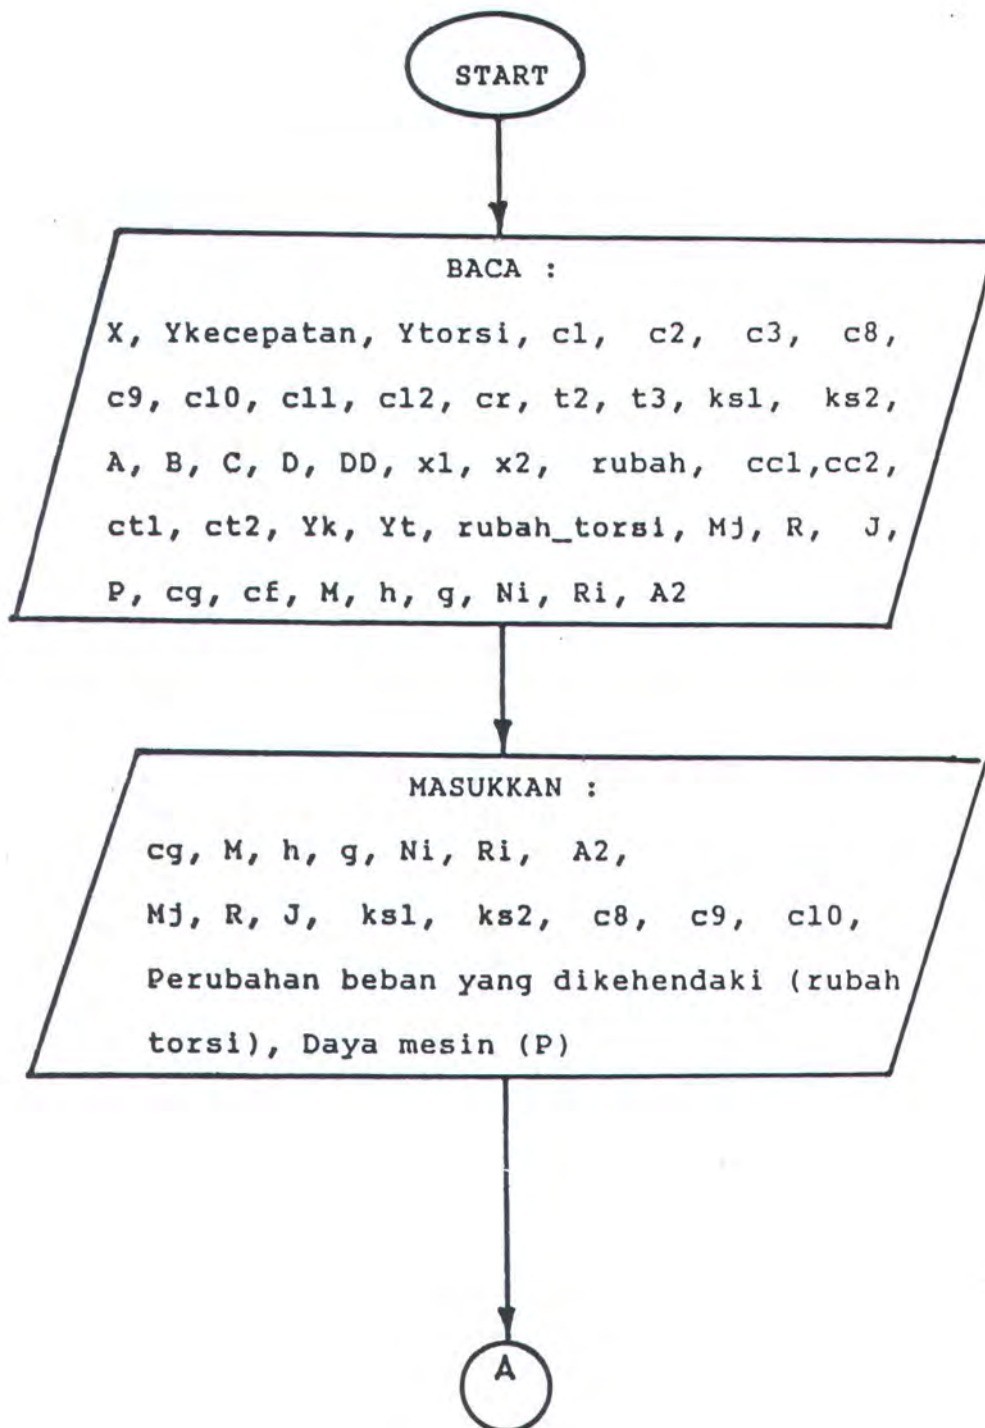 START
BACA :
X, Ykecepatan, Ytorsi, c1, c2, c3, c8,
c9, c10, c11, c12, cr, t2, t3, ks1, ks2,
A, B, C, D, DD, x1, x2, rubah, cc1,cc2,
ct1, ct2, Yk, Yt, rubah_torsi, Mj, R, J,
P, cg, cf, M, h, g, Ni, Ri, A2
MASUKKAN :
cg, M, h, g, Ni, Ri, A2,
Mj, R, J, ks1, ks2, c8, c9, c10,
Perubahan beban yang dikehendaki (rubah
torsi), Daya mesin (P)
A